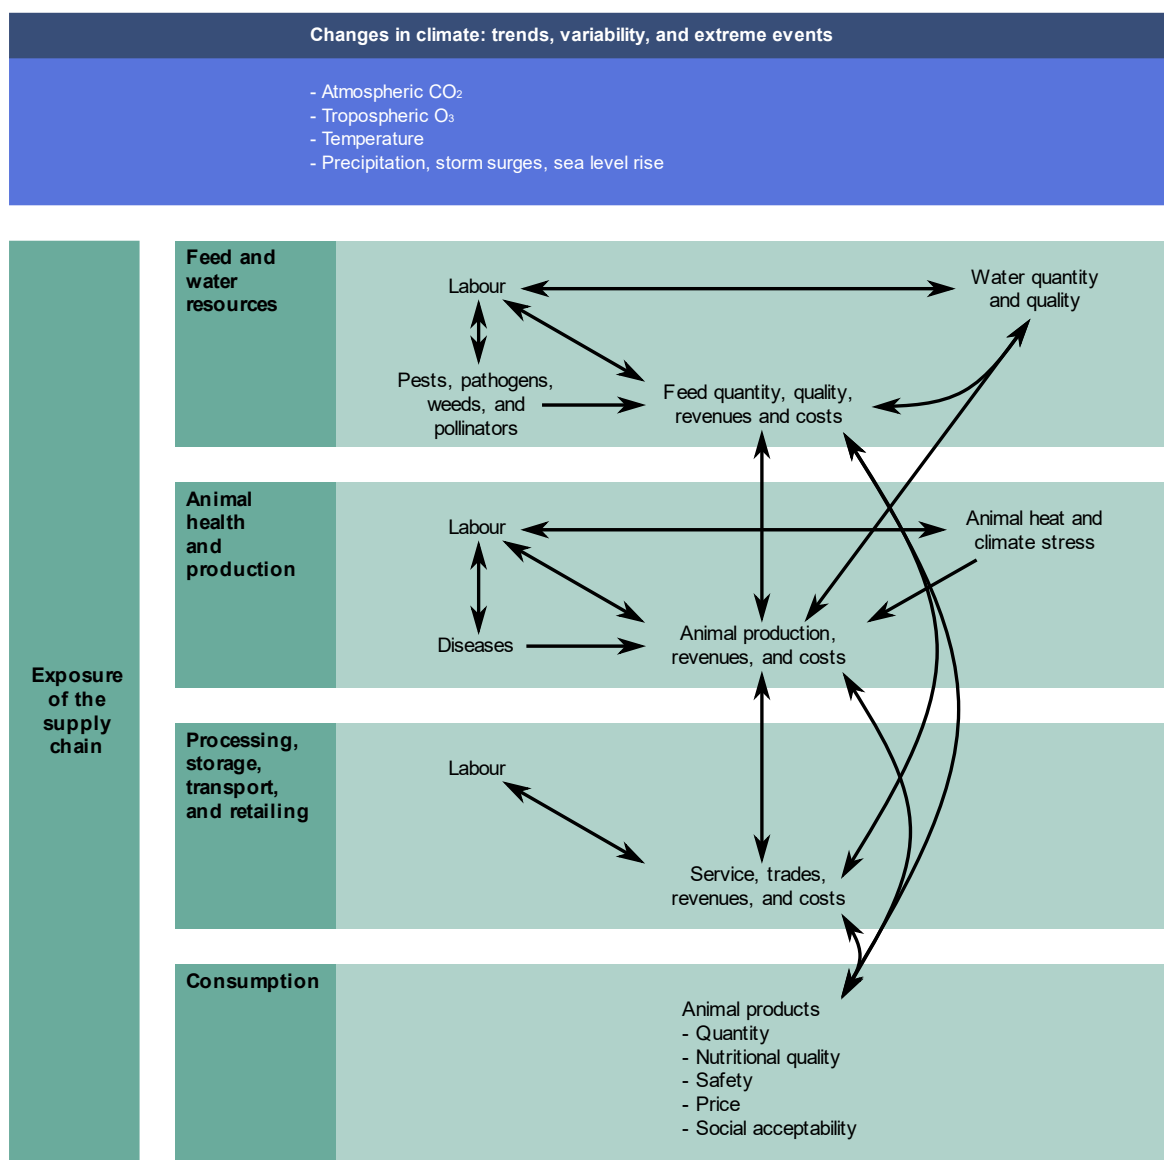 Changes in climate: trends, variability, and extreme events
- Atmospheric CO₂
- Tropospheric O₃
- Temperature
- Precipitation, storm surges, sea level rise
Exposure
of the
supply
chain
Feed and
water
resources
Labour
Water quantity
and quality
Pests, pathogens,
weeds, and
pollinators
Feed quantity, quality,
revenues and costs
Animal
health
and
production
Labour
Animal heat and
climate stress
Diseases
Animal production,
revenues, and costs
Processing,
storage,
transport,
and retailing
Labour
Service, trades,
revenues, and costs
Consumption
Animal products
- Quantity
- Nutritional quality
- Safety
- Price
- Social acceptability